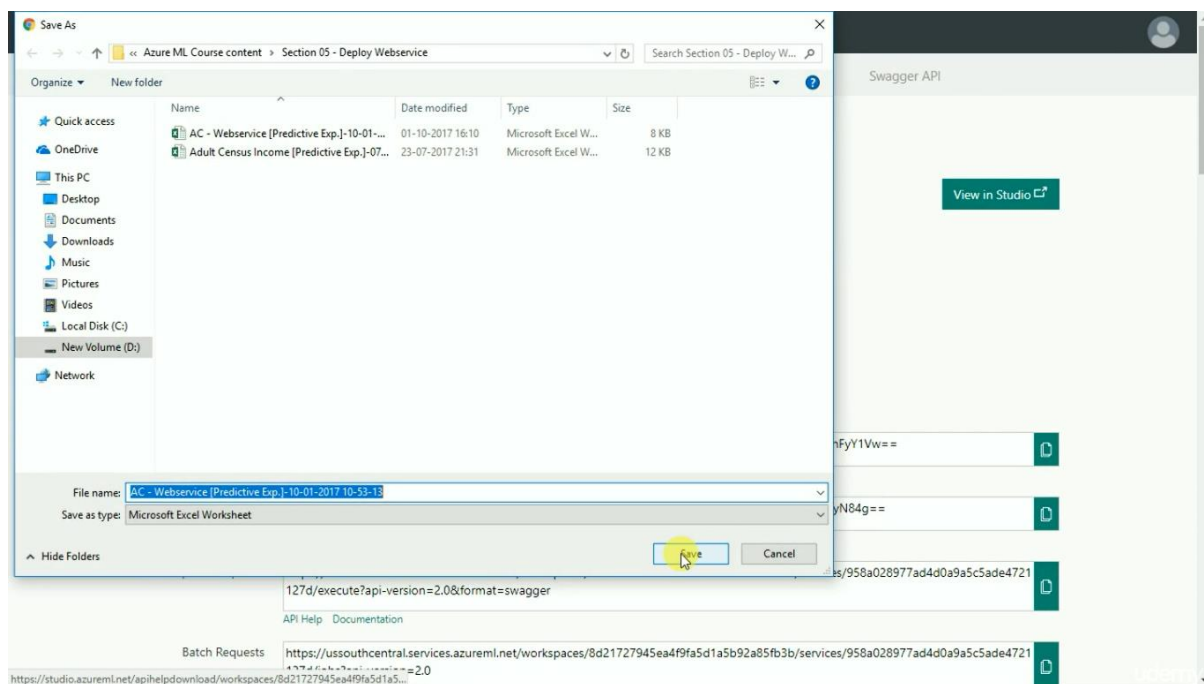 Save As
« Azure ML Course content › Section 05 - Deploy Webservice
Search Section 05 - Deploy W...
Organize
New folder
Swagger API
Name
Date modified
Type
Size
Quick access
AC - Webservice [Predictive Exp.]-10-01-... 01-10-2017 16:10 Microsoft Excel W... 8 KB
Adult Census Income [Predictive Exp.]-07... 23-07-2017 21:31 Microsoft Excel W... 12 KB
OneDrive
This PC
Desktop
Documents
Downloads
Music
Pictures
Videos
Local Disk (C:)
New Volume (D:)
Network
View in Studio
nFyY1Vw==
File name: AC - Webservice [Predictive Exp.]-10-01-2017 10-53-13
Save as type: Microsoft Excel Worksheet
yN84g==
Hide Folders
Save
Cancel
es/958a028977ad4d0a9a5c5ade4721
127d/execute?api-version=2.0&format=swagger
API Help Documentation
Batch Requests
https://ussouthcentral.services.azureml.net/workspaces/8d21727945ea4f9fa5d1a5b92a85fb3b/services/958a028977ad4d0a9a5c5ade4721
=2.0
https://studio.azureml.net/apihelpdownload/workspaces/8d21727945ea4f9fa5d1a5...
udemy